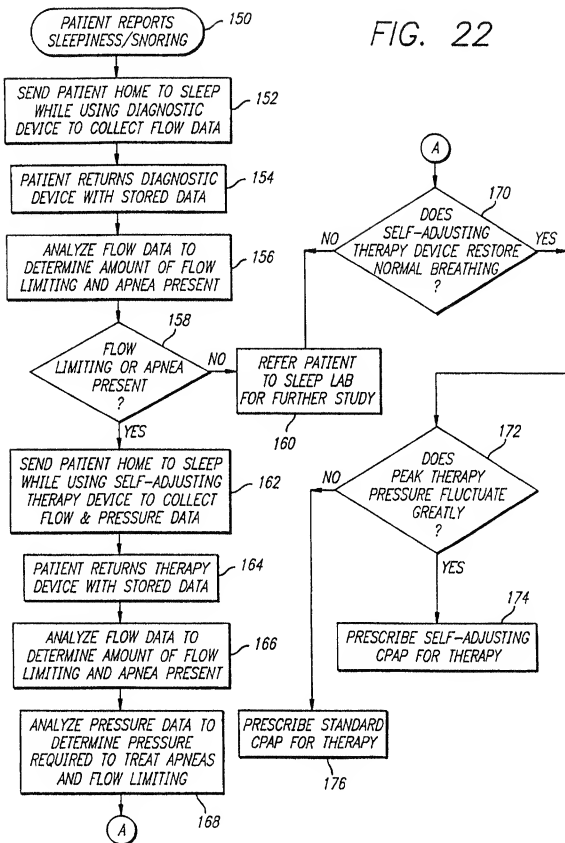 FIG. 22
PATIENT REPORTS
SLEEPINESS/SNORING
150
SEND PATIENT HOME TO SLEEP
WHILE USING DIAGNOSTIC
DEVICE TO COLLECT FLOW DATA
152
PATIENT RETURNS DIAGNOSTIC
DEVICE WITH STORED DATA
154
ANALYZE FLOW DATA TO
DETERMINE AMOUNT OF FLOW
LIMITING AND APNEA PRESENT
156
FLOW
LIMITING OR APNEA
PRESENT
?
158
NO
YES
REFER PATIENT
TO SLEEP LAB
FOR FURTHER STUDY
160
SEND PATIENT HOME TO SLEEP
WHILE USING SELF-ADJUSTING
THERAPY DEVICE TO COLLECT
FLOW & PRESSURE DATA
162
PATIENT RETURNS THERAPY
DEVICE WITH STORED DATA
164
ANALYZE FLOW DATA TO
DETERMINE AMOUNT OF FLOW
LIMITING AND APNEA PRESENT
166
ANALYZE PRESSURE DATA TO
DETERMINE PRESSURE
REQUIRED TO TREAT APNEAS
AND FLOW LIMITING
168
A
A
DOES
SELF-ADJUSTING
THERAPY DEVICE RESTORE
NORMAL BREATHING
?
170
NO
YES
DOES
PEAK THERAPY
PRESSURE FLUCTUATE
GREATLY
?
172
NO
YES
PRESCRIBE SELF-ADJUSTING
CPAP FOR THERAPY
174
PRESCRIBE STANDARD
CPAP FOR THERAPY
176